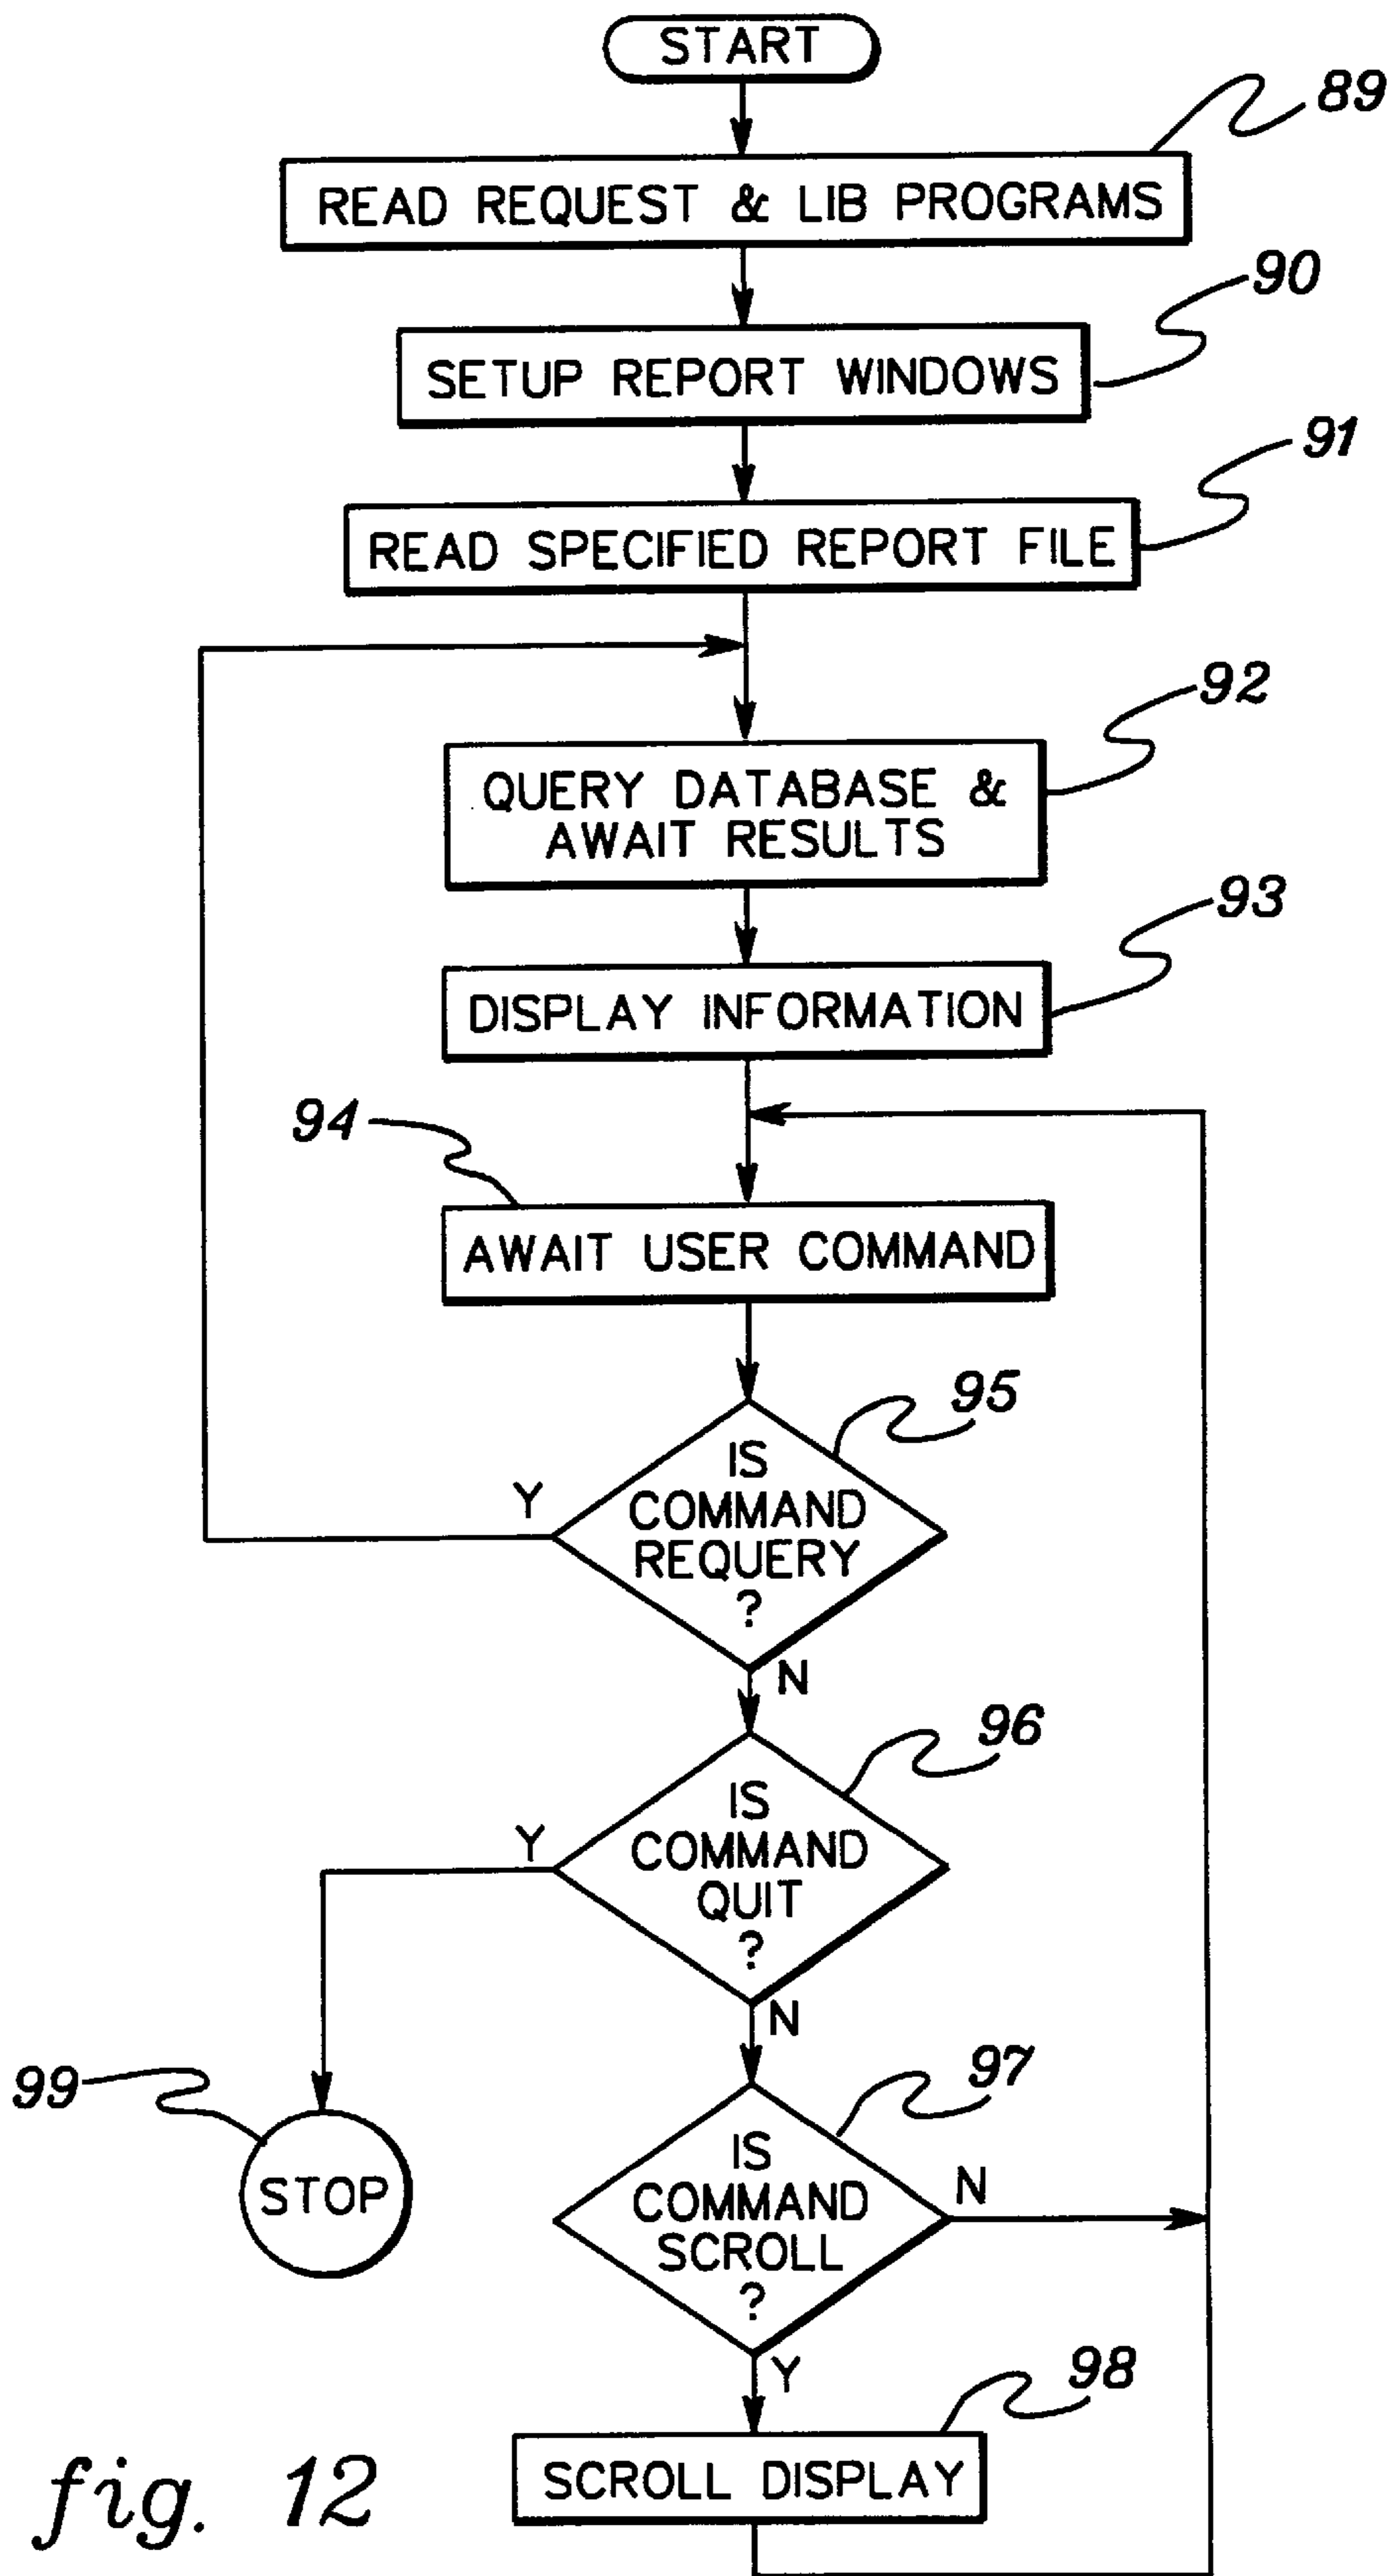 START
89
READ REQUEST & LIB PROGRAMS
90
SETUP REPORT WINDOWS
91
READ SPECIFIED REPORT FILE
92
QUERY DATABASE &
AWAIT RESULTS
93
DISPLAY INFORMATION
94
AWAIT USER COMMAND
95
IS
COMMAND
REQUERY
?
Y
N
96
IS
COMMAND
QUIT
?
Y
N
99
STOP
97
IS
COMMAND
SCROLL
?
N
Y
98
SCROLL DISPLAY
fig. 12